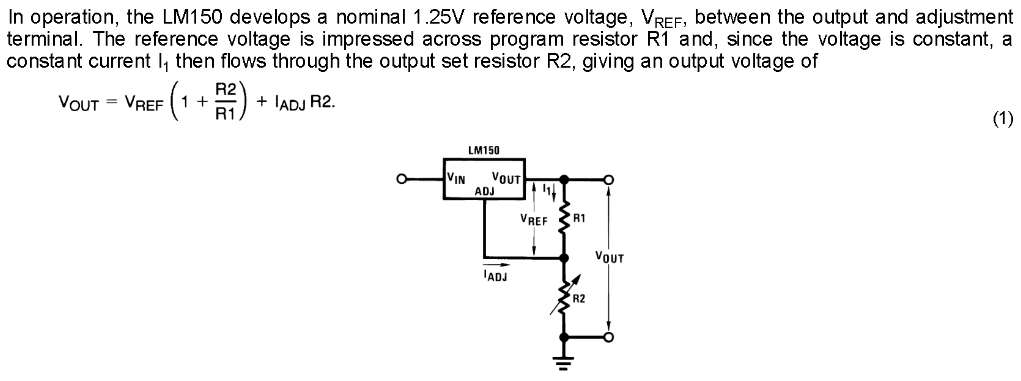 In operation, the LM150 develops a nominal 1.25V reference voltage, VREF, between the output and adjustment
terminal. The reference voltage is impressed across program resistor R1 and, since the voltage is constant, a
constant current I1 then flows through the output set resistor R2, giving an output voltage of
VOUT = VREF (1 + R2/R1) + IADJ R2.
(1)
LM150
VIN VOUT
ADJ
I1
VREF
R1
VOUT
IADJ
R2